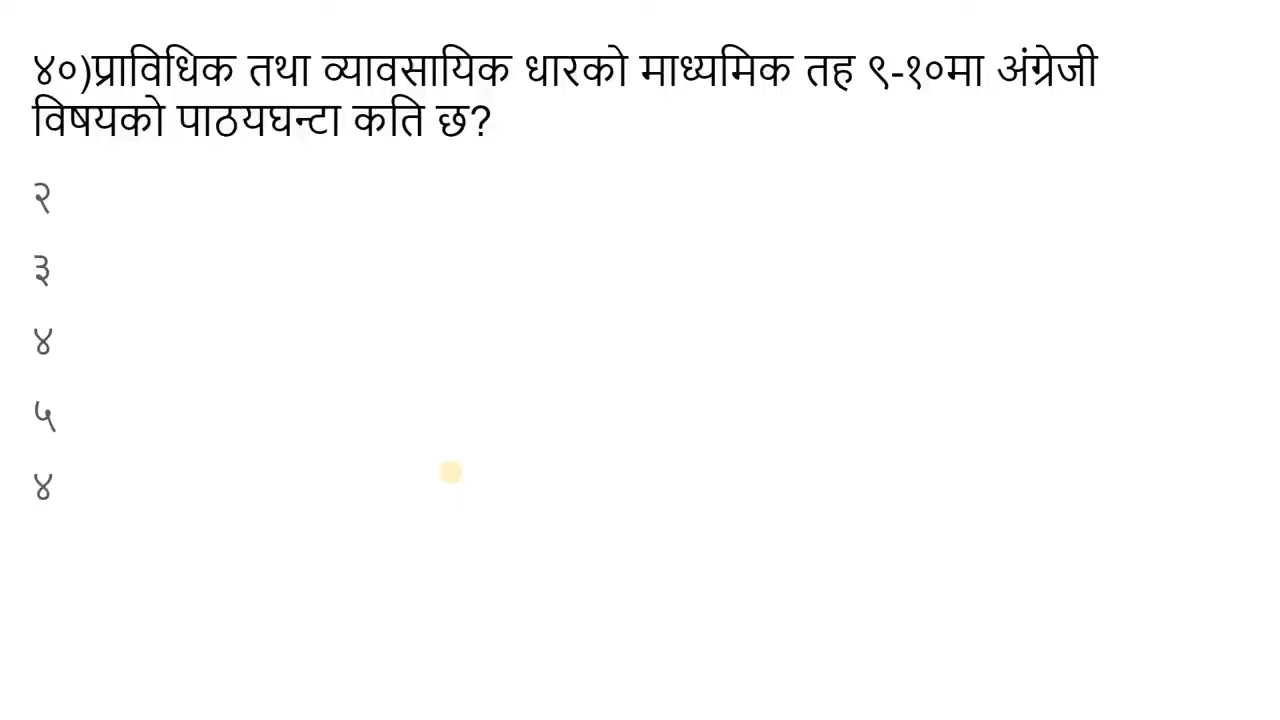 ४०)प्राविधिक तथा व्यावसायिक धारको माध्यमिक तह ९-१०मा अंग्रेजी
विषयको पाठयघन्टा कति छ?
२
३
४
५
४